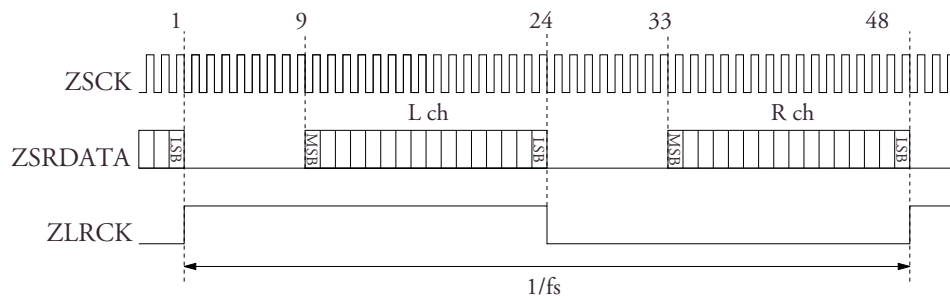 1 9 24 33 48
ZSCK
L ch R ch
ZSRDATA LSB MSB LSB MSB LSB
ZLRCK
1/fs